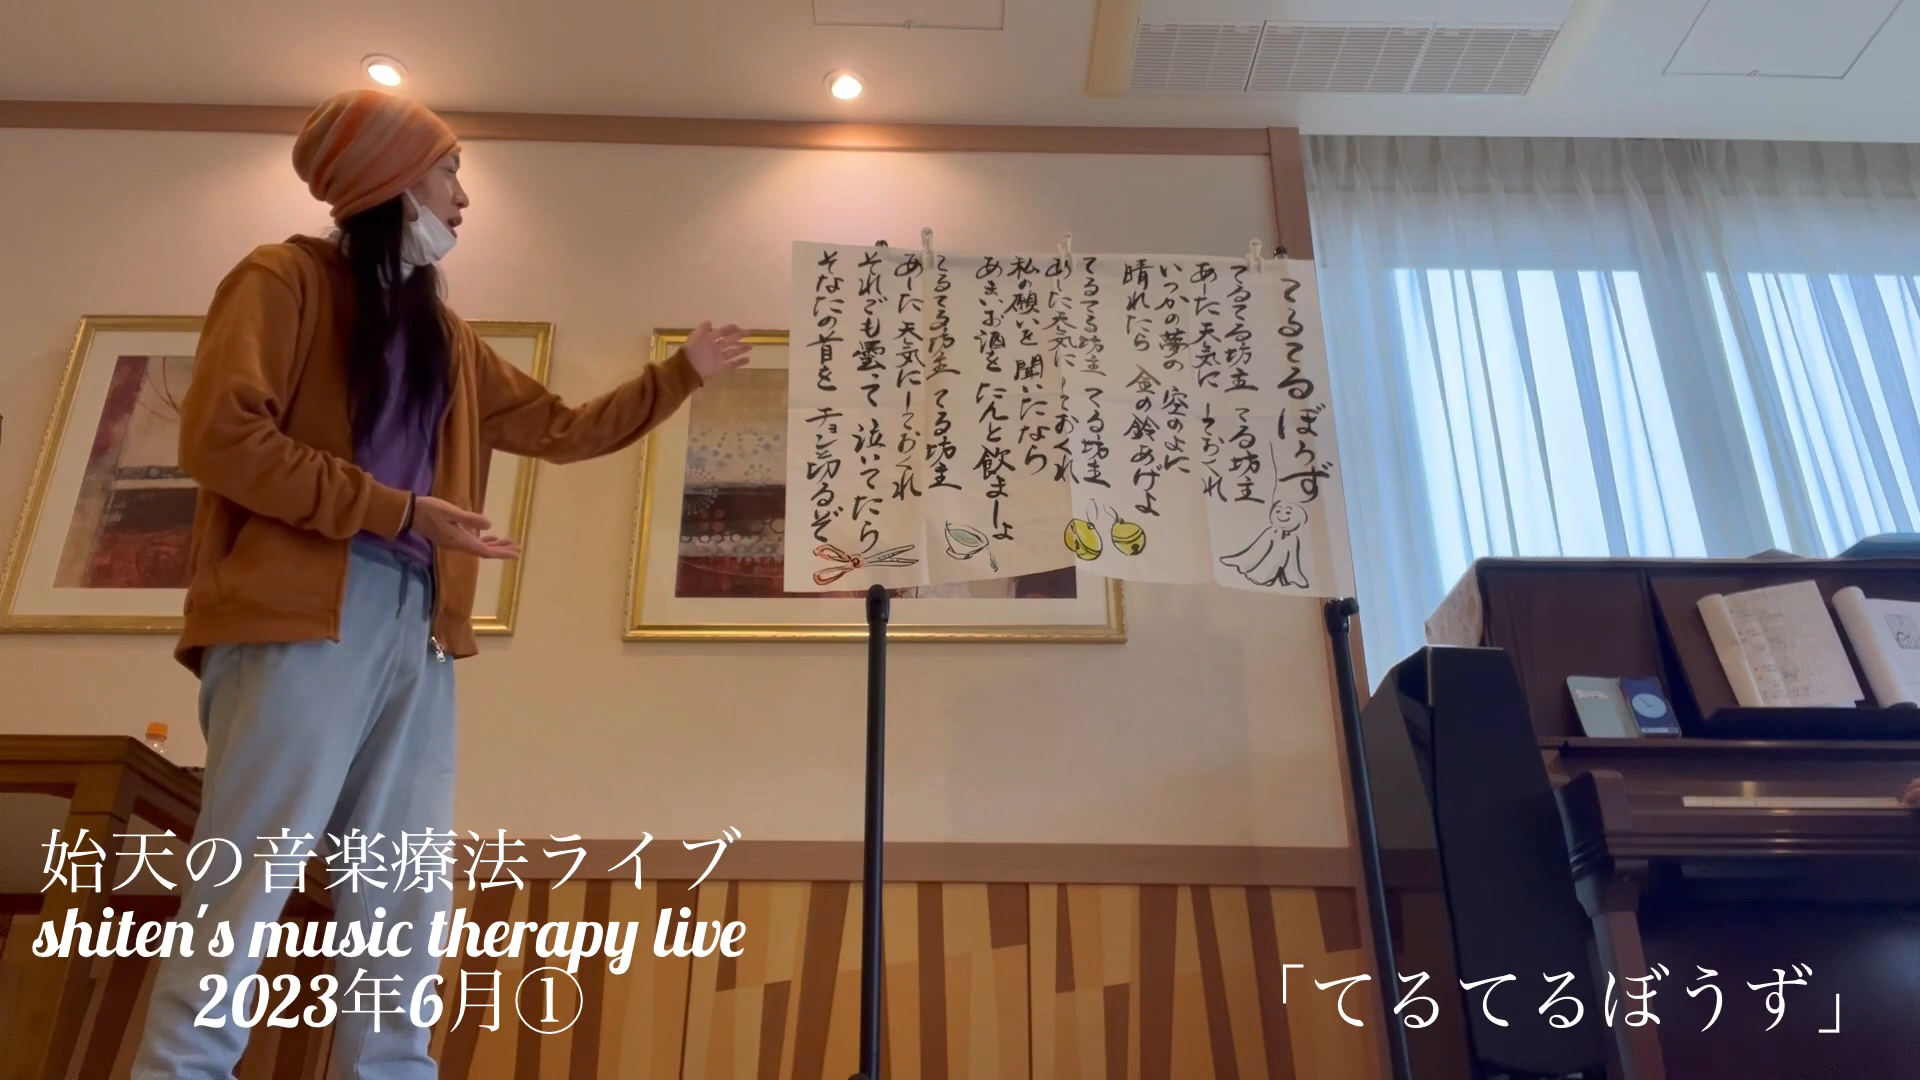 てるてるぼうず
てるてる坊主 てる坊主
あした天気に しておくれ
いつかの夢の 空のよに
晴れたら 金の鈴あげよ
てるてる坊主 てる坊主
あした天気に しておくれ
私の願いを 聞いたなら
あまいお酒を たんと飲ましょ
てるてる坊主 てる坊主
あした天気に しておくれ
それでも曇って 泣いてたら
そなたの首を チョンと切るぞ
始天の音楽療法ライブ
shiten's music therapy live
2023年6月①
「てるてるぼうず」